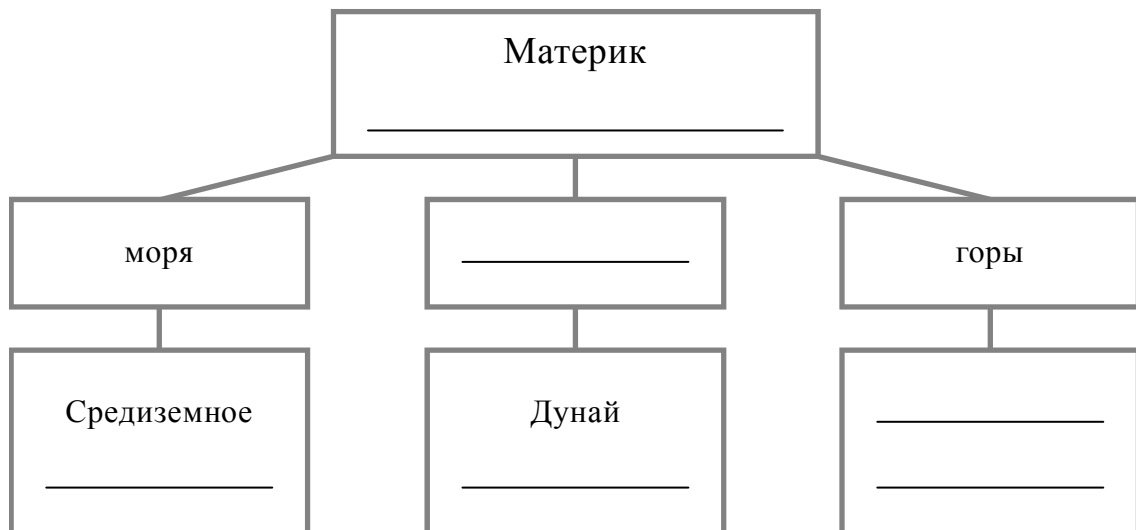 Материк
моря
горы
Средиземное
Дунай